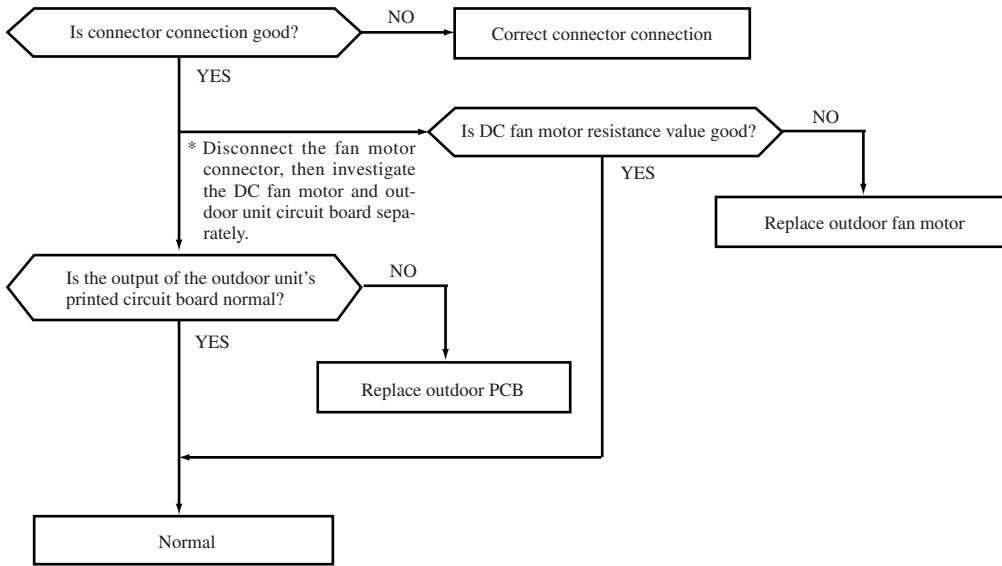 Is connector connection good?
NO
Correct connector connection
YES
Is DC fan motor resistance value good?
NO
* Disconnect the fan motor
connector, then investigate
the DC fan motor and out-
door unit circuit board sepa-
rately.
YES
Replace outdoor fan motor
Is the output of the outdoor unit's
printed circuit board normal?
NO
YES
Replace outdoor PCB
Normal